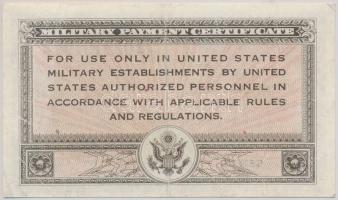 MILITARY PAYMENT CERTIFICATE
FOR USE ONLY IN UNITED STATES
MILITARY ESTABLISHMENTS BY UNITED
STATES AUTHORIZED PERSONNEL IN
ACCORDANCE WITH APPLICABLE RULES
AND REGULATIONS.